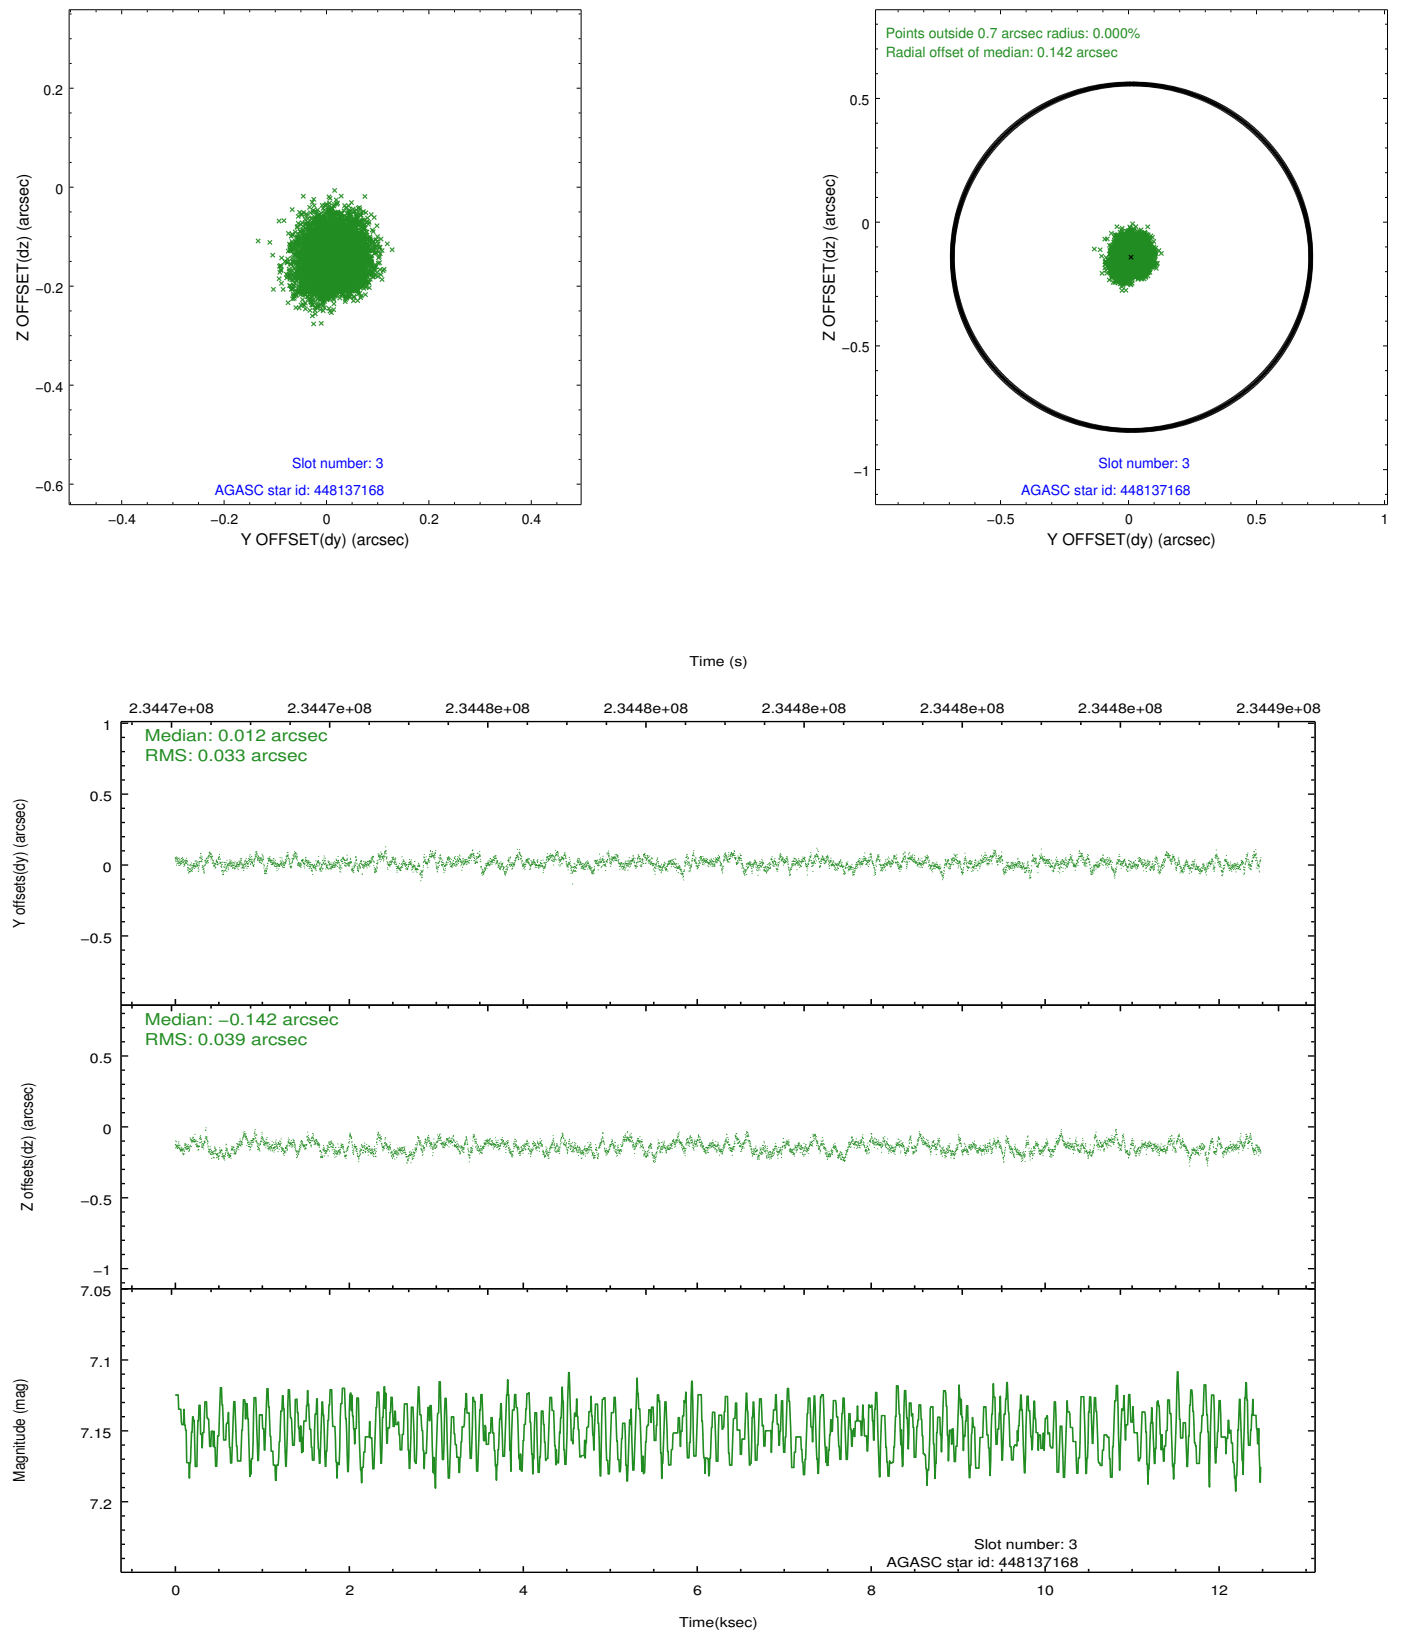 0.2
0
−0.2
−0.4
−0.6
Z OFFSET(dz) (arcsec)
Slot number: 3
AGASC star id: 448137168
−0.4
−0.2
0
0.2
0.4
Y OFFSET(dy) (arcsec)
Points outside 0.7 arcsec radius: 0.000%
Radial offset of median: 0.142 arcsec
0.5
0
−0.5
−1
Z OFFSET(dz) (arcsec)
Slot number: 3
AGASC star id: 448137168
−0.5
0
0.5
1
Y OFFSET(dy) (arcsec)
Time (s)
2.3447e+08
2.3447e+08
2.3448e+08
2.3448e+08
2.3448e+08
2.3448e+08
2.3448e+08
2.3449e+08
Median: 0.012 arcsec
RMS: 0.033 arcsec
1
0.5
0
−0.5
Y offsets(dy) (arcsec)
Median: −0.142 arcsec
RMS: 0.039 arcsec
0.5
0
−0.5
−1
Z offsets(dz) (arcsec)
7.05
7.1
7.15
7.2
Magnitude (mag)
Slot number: 3
AGASC star id: 448137168
0
2
4
6
8
10
12
Time(ksec)